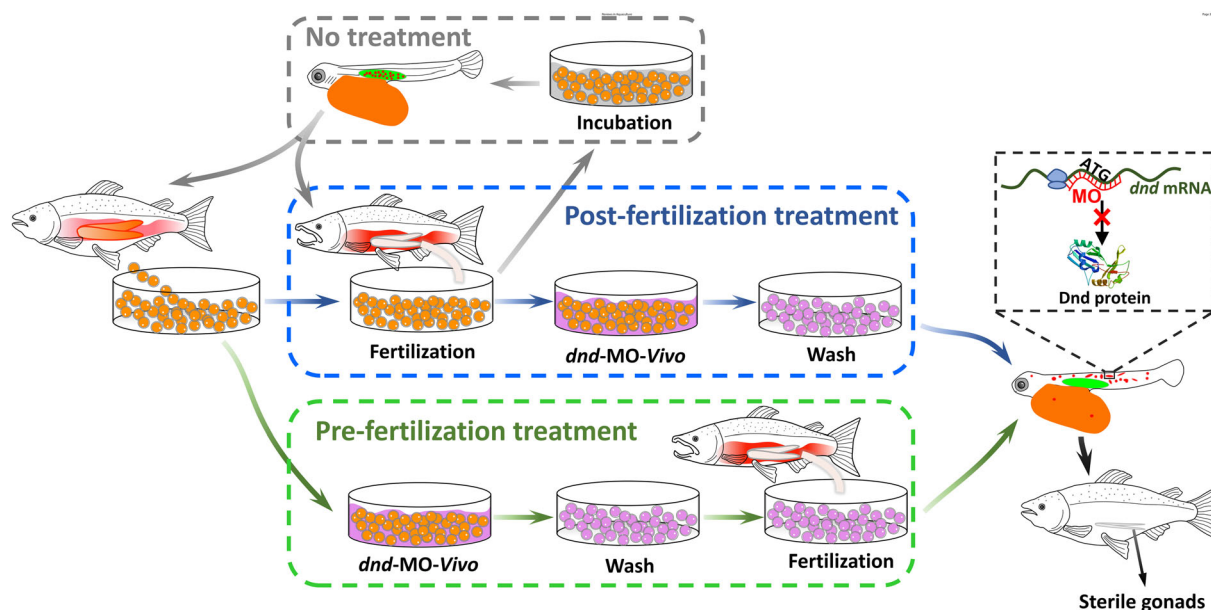 No treatment
Incubation
Post-fertilization treatment
Fertilization
dnd-MO-Vivo
Wash
Pre-fertilization treatment
dnd-MO-Vivo
Wash
Fertilization
ATG
MO
dnd mRNA
Dnd protein
Sterile gonads